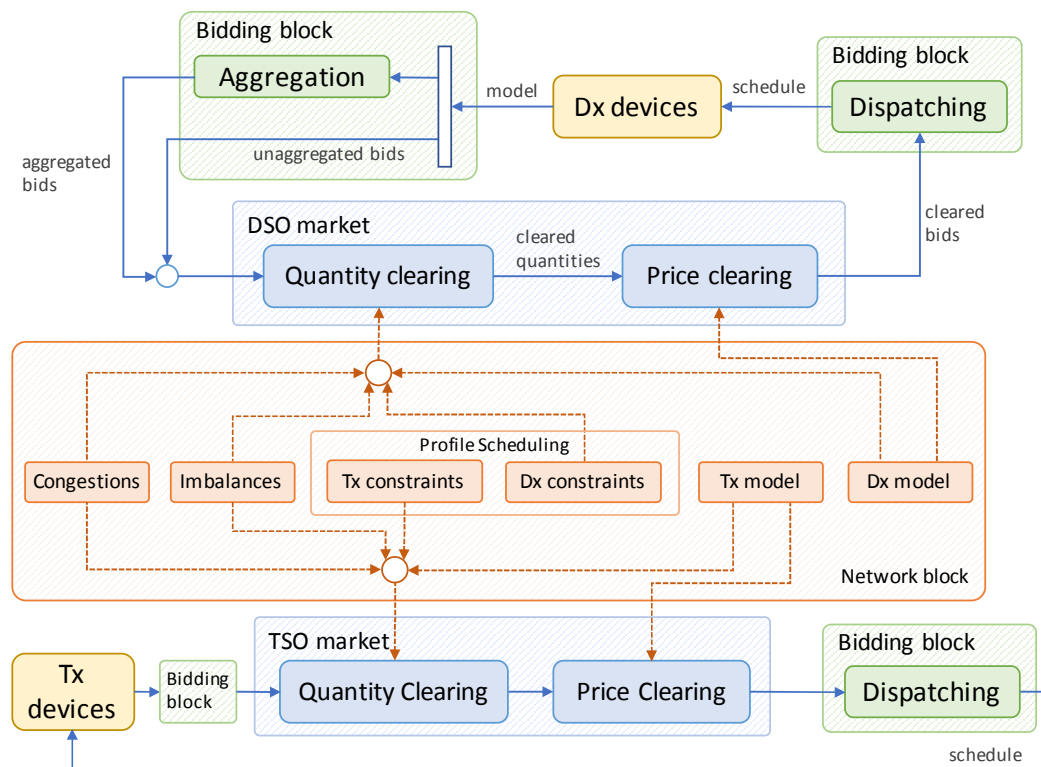 Bidding block
Aggregation
model
Dx devices
schedule
Bidding block
Dispatching
unaggregated bids
aggregated
bids
DSO market
Quantity clearing
cleared
quantities
Price clearing
cleared
bids
Profile Scheduling
Congestions
Imbalances
Tx constraints
Dx constraints
Tx model
Dx model
Network block
TSO market
Tx
devices
Bidding
block
Quantity Clearing
Price Clearing
Bidding block
Dispatching
schedule